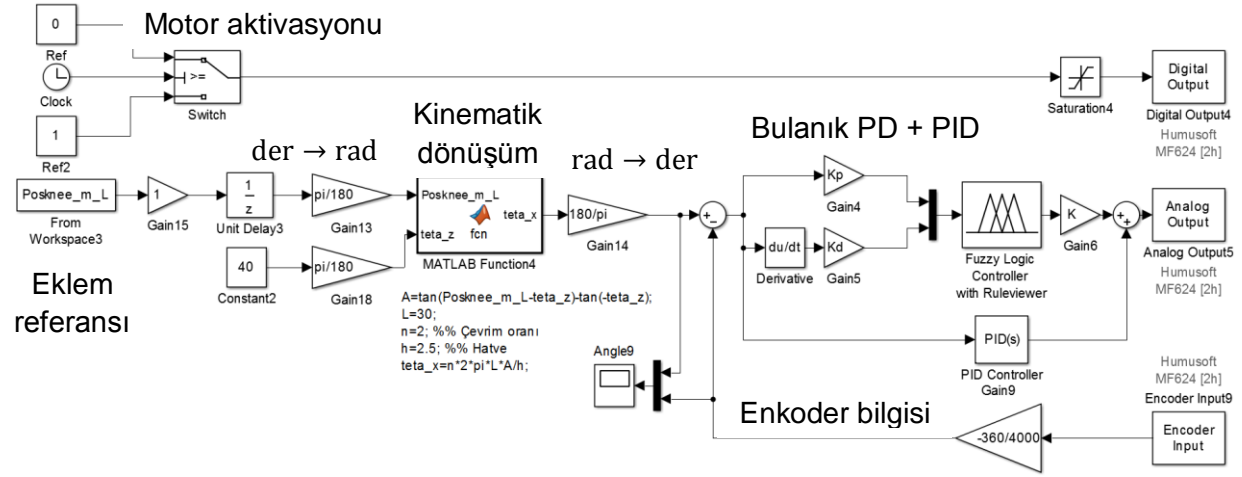 0
Ref
Motor aktivasyonu
Clock
>=
Switch
1
Ref2
Saturation4
Digital
Output
Digital Output4
Humusoft
MF624 [2h]
der → rad
Kinematik
dönüşüm
rad → der
Bulanık PD + PID
Posknee_m_L
From
Workspace3
1
Gain15
1
z
Unit Delay3
pi/180
Gain13
Posknee_m_L
teta_z
fcn
teta_x
MATLAB Function4
180/pi
Gain14
+
-
Kp
Gain4
du/dt
Derivative
Kd
Gain5
Fuzzy Logic
Controller
with Ruleviewer
K
Gain6
+
+
Analog
Output
Analog Output5
Humusoft
MF624 [2h]
40
Constant2
pi/180
Gain18
Eklem
referansı
A=tan(Posknee_m_L-teta_z)-tan(-teta_z);
L=30;
n=2; %% Çevrim oranı
h=2.5; %% Hatve
teta_x=n*2*pi*L*A/h;
Angle9
PID(s)
PID Controller
Gain9
Humusoft
MF624 [2h]
Encoder Input9
Encoder
Input
Enkoder bilgisi
-360/4000